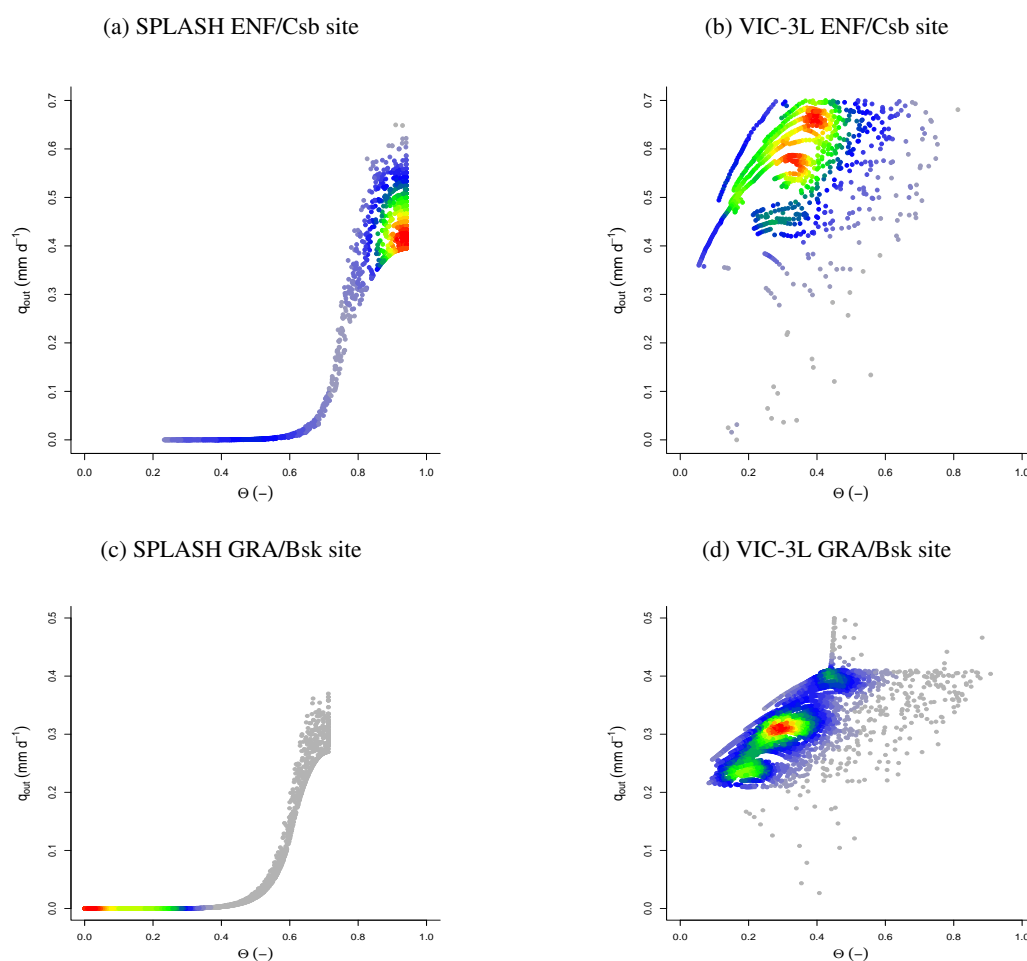 (a) SPLASH ENF/Csb site
(b) VIC-3L ENF/Csb site
0.0 0.1 0.2 0.3 0.4 0.5 0.6 0.7
q_out (mm d⁻¹)
0.0 0.2 0.4 0.6 0.8 1.0
Θ (−)
0.0 0.1 0.2 0.3 0.4 0.5 0.6 0.7
q_out (mm d⁻¹)
0.0 0.2 0.4 0.6 0.8 1.0
Θ (−)
(c) SPLASH GRA/Bsk site
(d) VIC-3L GRA/Bsk site
0.0 0.1 0.2 0.3 0.4 0.5
q_out (mm d⁻¹)
0.0 0.2 0.4 0.6 0.8 1.0
Θ (−)
0.0 0.1 0.2 0.3 0.4 0.5
q_out (mm d⁻¹)
0.0 0.2 0.4 0.6 0.8 1.0
Θ (−)